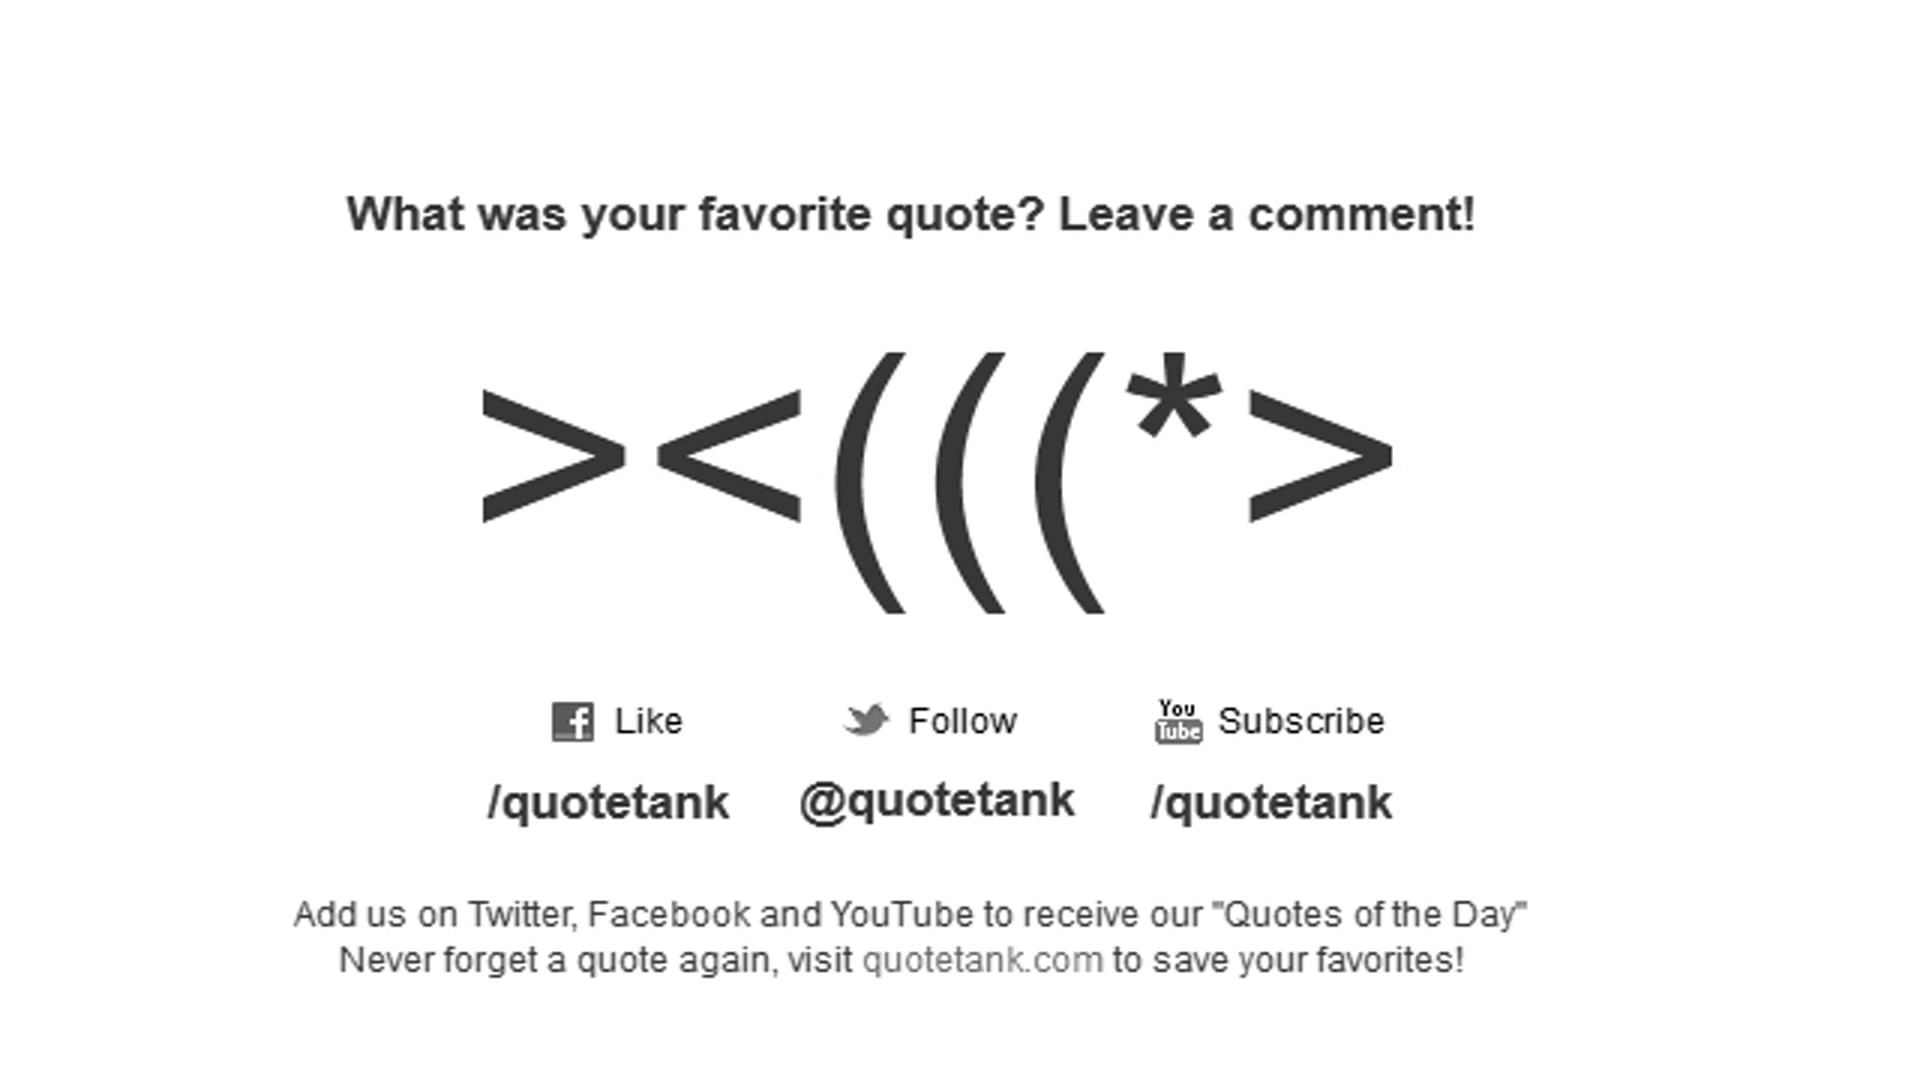 What was your favorite quote? Leave a comment!
><(((*>
Like Follow You Tube Subscribe
/quotetank @quotetank /quotetank
Add us on Twitter, Facebook and YouTube to receive our "Quotes of the Day"
Never forget a quote again, visit quotetank.com to save your favorites!